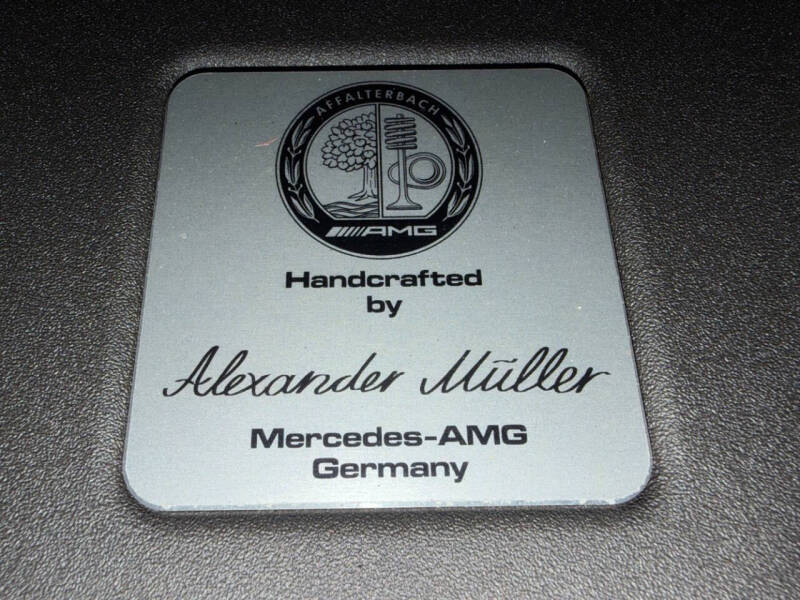 AFFALTERBACH
AMG
Handcrafted
by
Alexander Müller
Mercedes-AMG
Germany